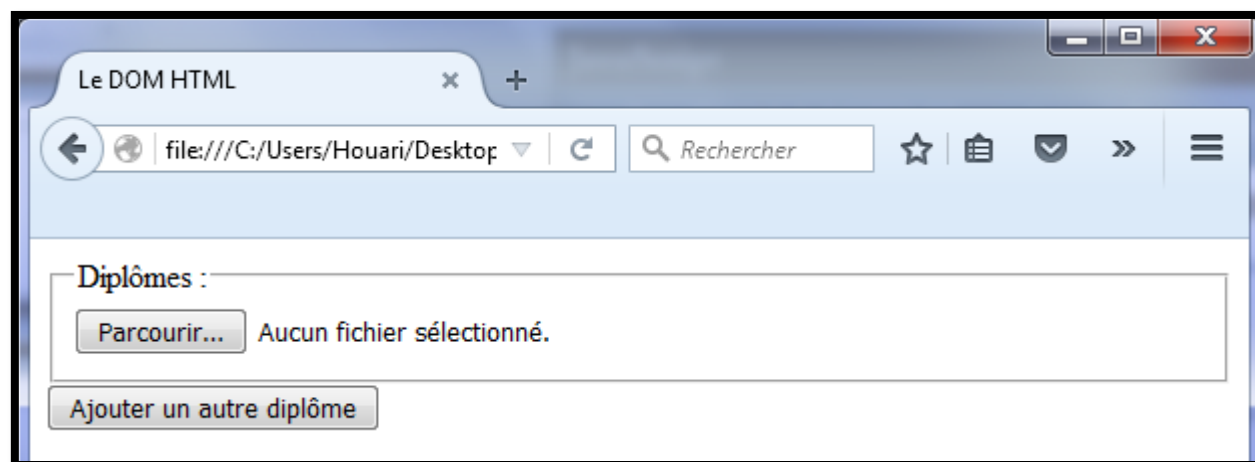 Le DOM HTML
file:///C:/Users/Houari/Desktop
Rechercher
Diplômes :
Parcourir... Aucun fichier sélectionné.
Ajouter un autre diplôme